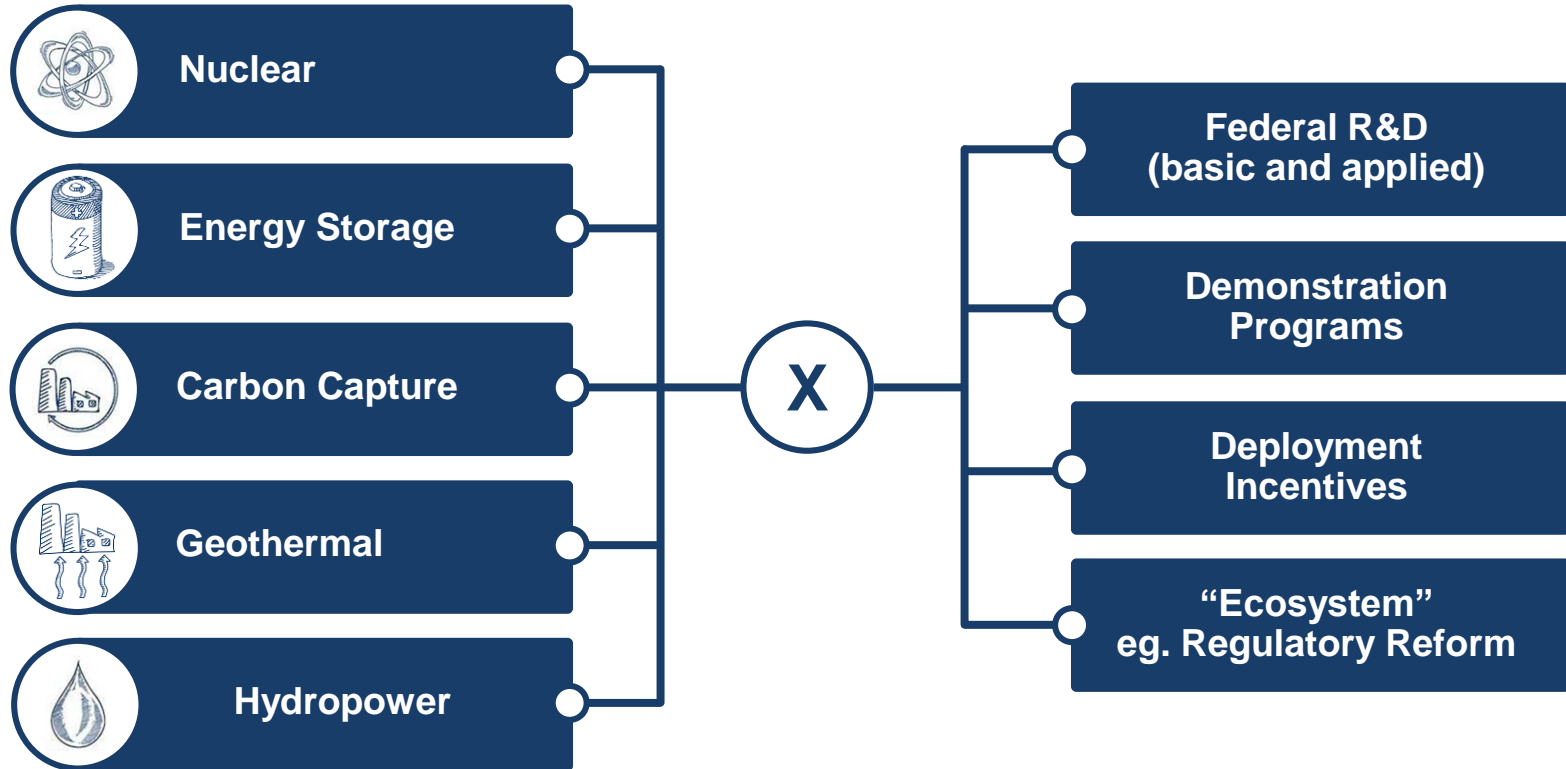 Nuclear
Energy Storage
Carbon Capture
Geothermal
Hydropower
X
Federal R&D
(basic and applied)
Demonstration
Programs
Deployment
Incentives
“Ecosystem”
eg. Regulatory Reform